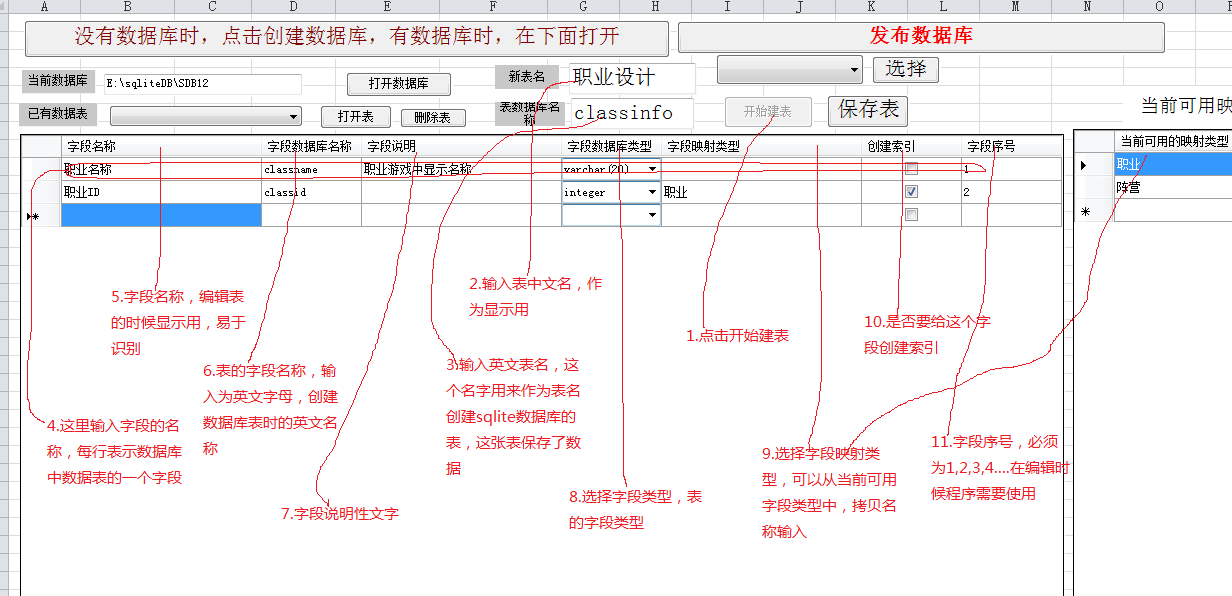 A B C D E F G H I J K L M N O
没有数据库时，点击创建数据库，有数据库时，在下面打开
发布数据库
当前数据库 E:\sqliteDB\SDB12 打开数据库 新表名 职业设计 选择
已有数据表 打开表 删除表 表数据库名称 classinfo 开始建表 保存表 当前可用映
字段名称 字段数据库名称 字段说明 字段数据库类型 字段映射类型 创建索引 字段序号 当前可用的映射类型
职业名称 classname 职业游戏中显示名称 varchar(20) 1 职业
职业ID classid integer 职业 2 阵营
5.字段名称，编辑表
的时候显示用，易于
识别
2.输入表中文名，作
为显示用
1.点击开始建表
10.是否要给这个字
段创建索引
6.表的字段名称，输
入为英文字母，创建
数据库表时的英文名
称
3.输入英文表名，这
个名字用来作为表名
创建sqlite数据库的
表，这张表保存了数
据
4.这里输入字段的名
称，每行表示数据库
中数据表的一个字段
7.字段说明性文字
8.选择字段类型，表
的字段类型
9.选择字段映射类
型，可以从当前可用
字段类型中，拷贝名
称输入
11.字段序号，必须
为1,2,3,4....在编辑时
候程序需要使用